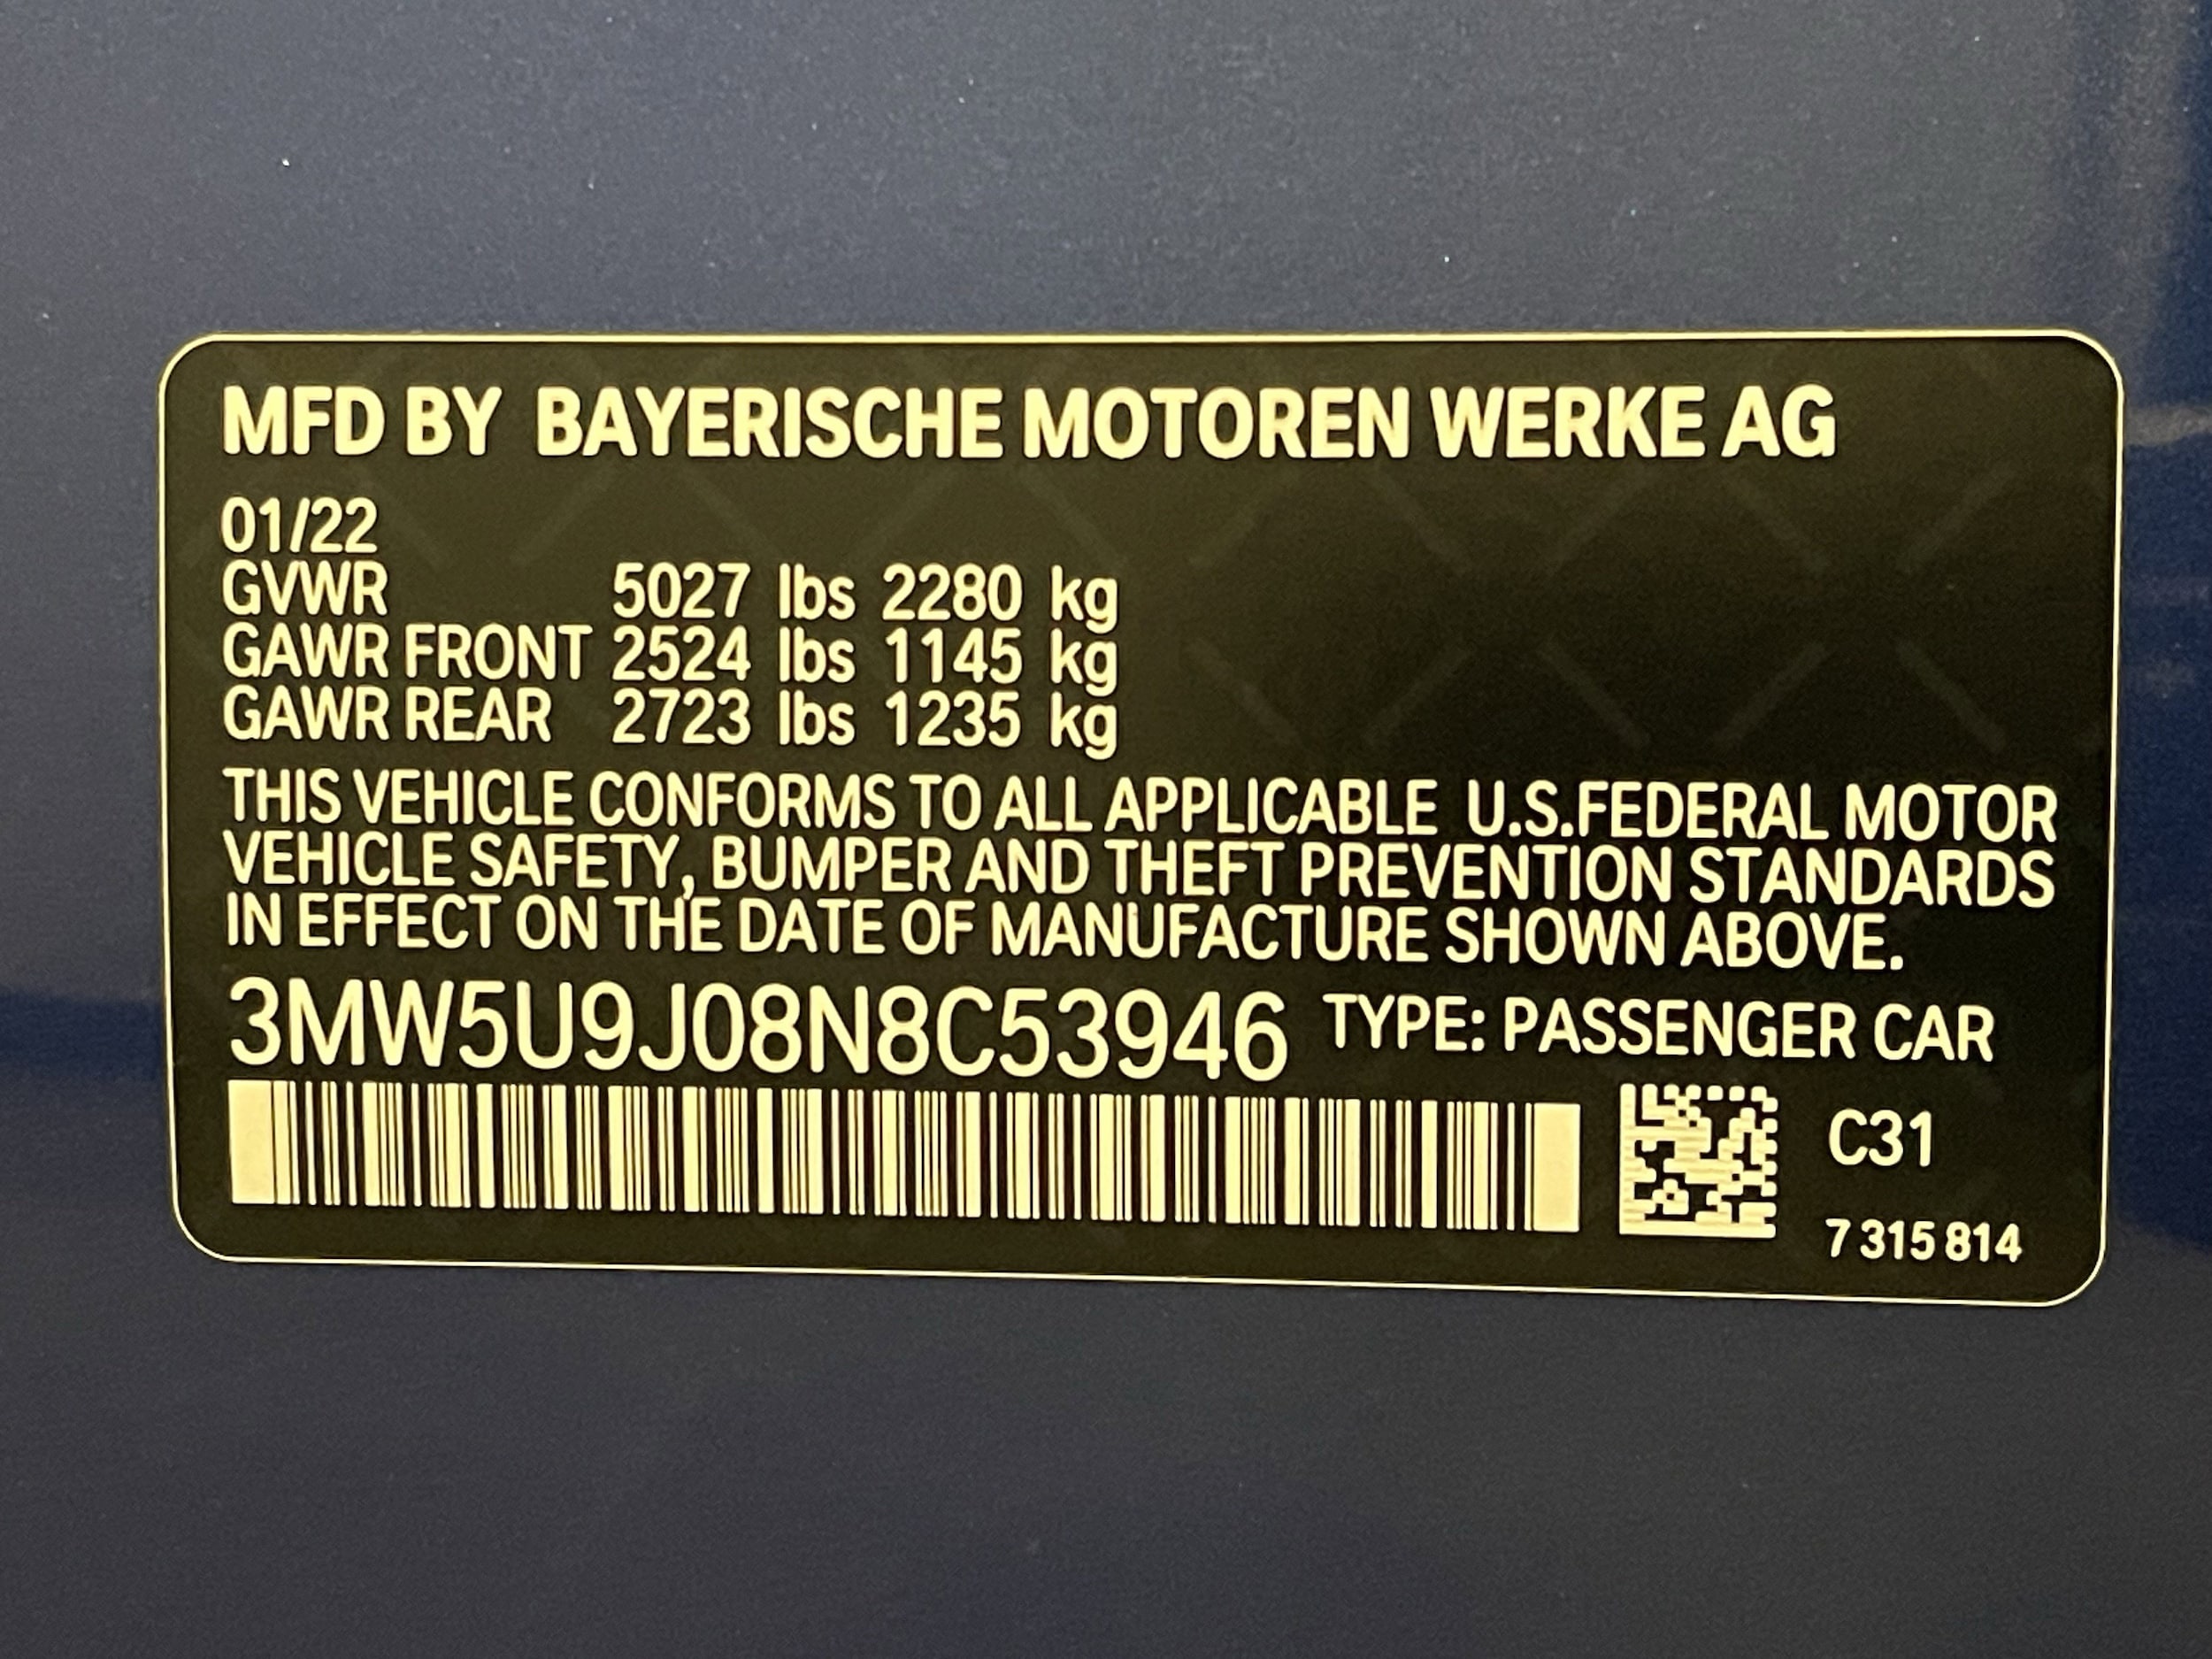 MFD BY BAYERISCHE MOTOREN WERKE AG
01/22
GVWR 5027 lbs 2280 kg
GAWR FRONT 2524 lbs 1145 kg
GAWR REAR 2723 lbs 1235 kg
THIS VEHICLE CONFORMS TO ALL APPLICABLE U.S.FEDERAL MOTOR
VEHICLE SAFETY, BUMPER AND THEFT PREVENTION STANDARDS
IN EFFECT ON THE DATE OF MANUFACTURE SHOWN ABOVE.
3MW5U9J08N8C53946 TYPE: PASSENGER CAR
C31
7 315 814